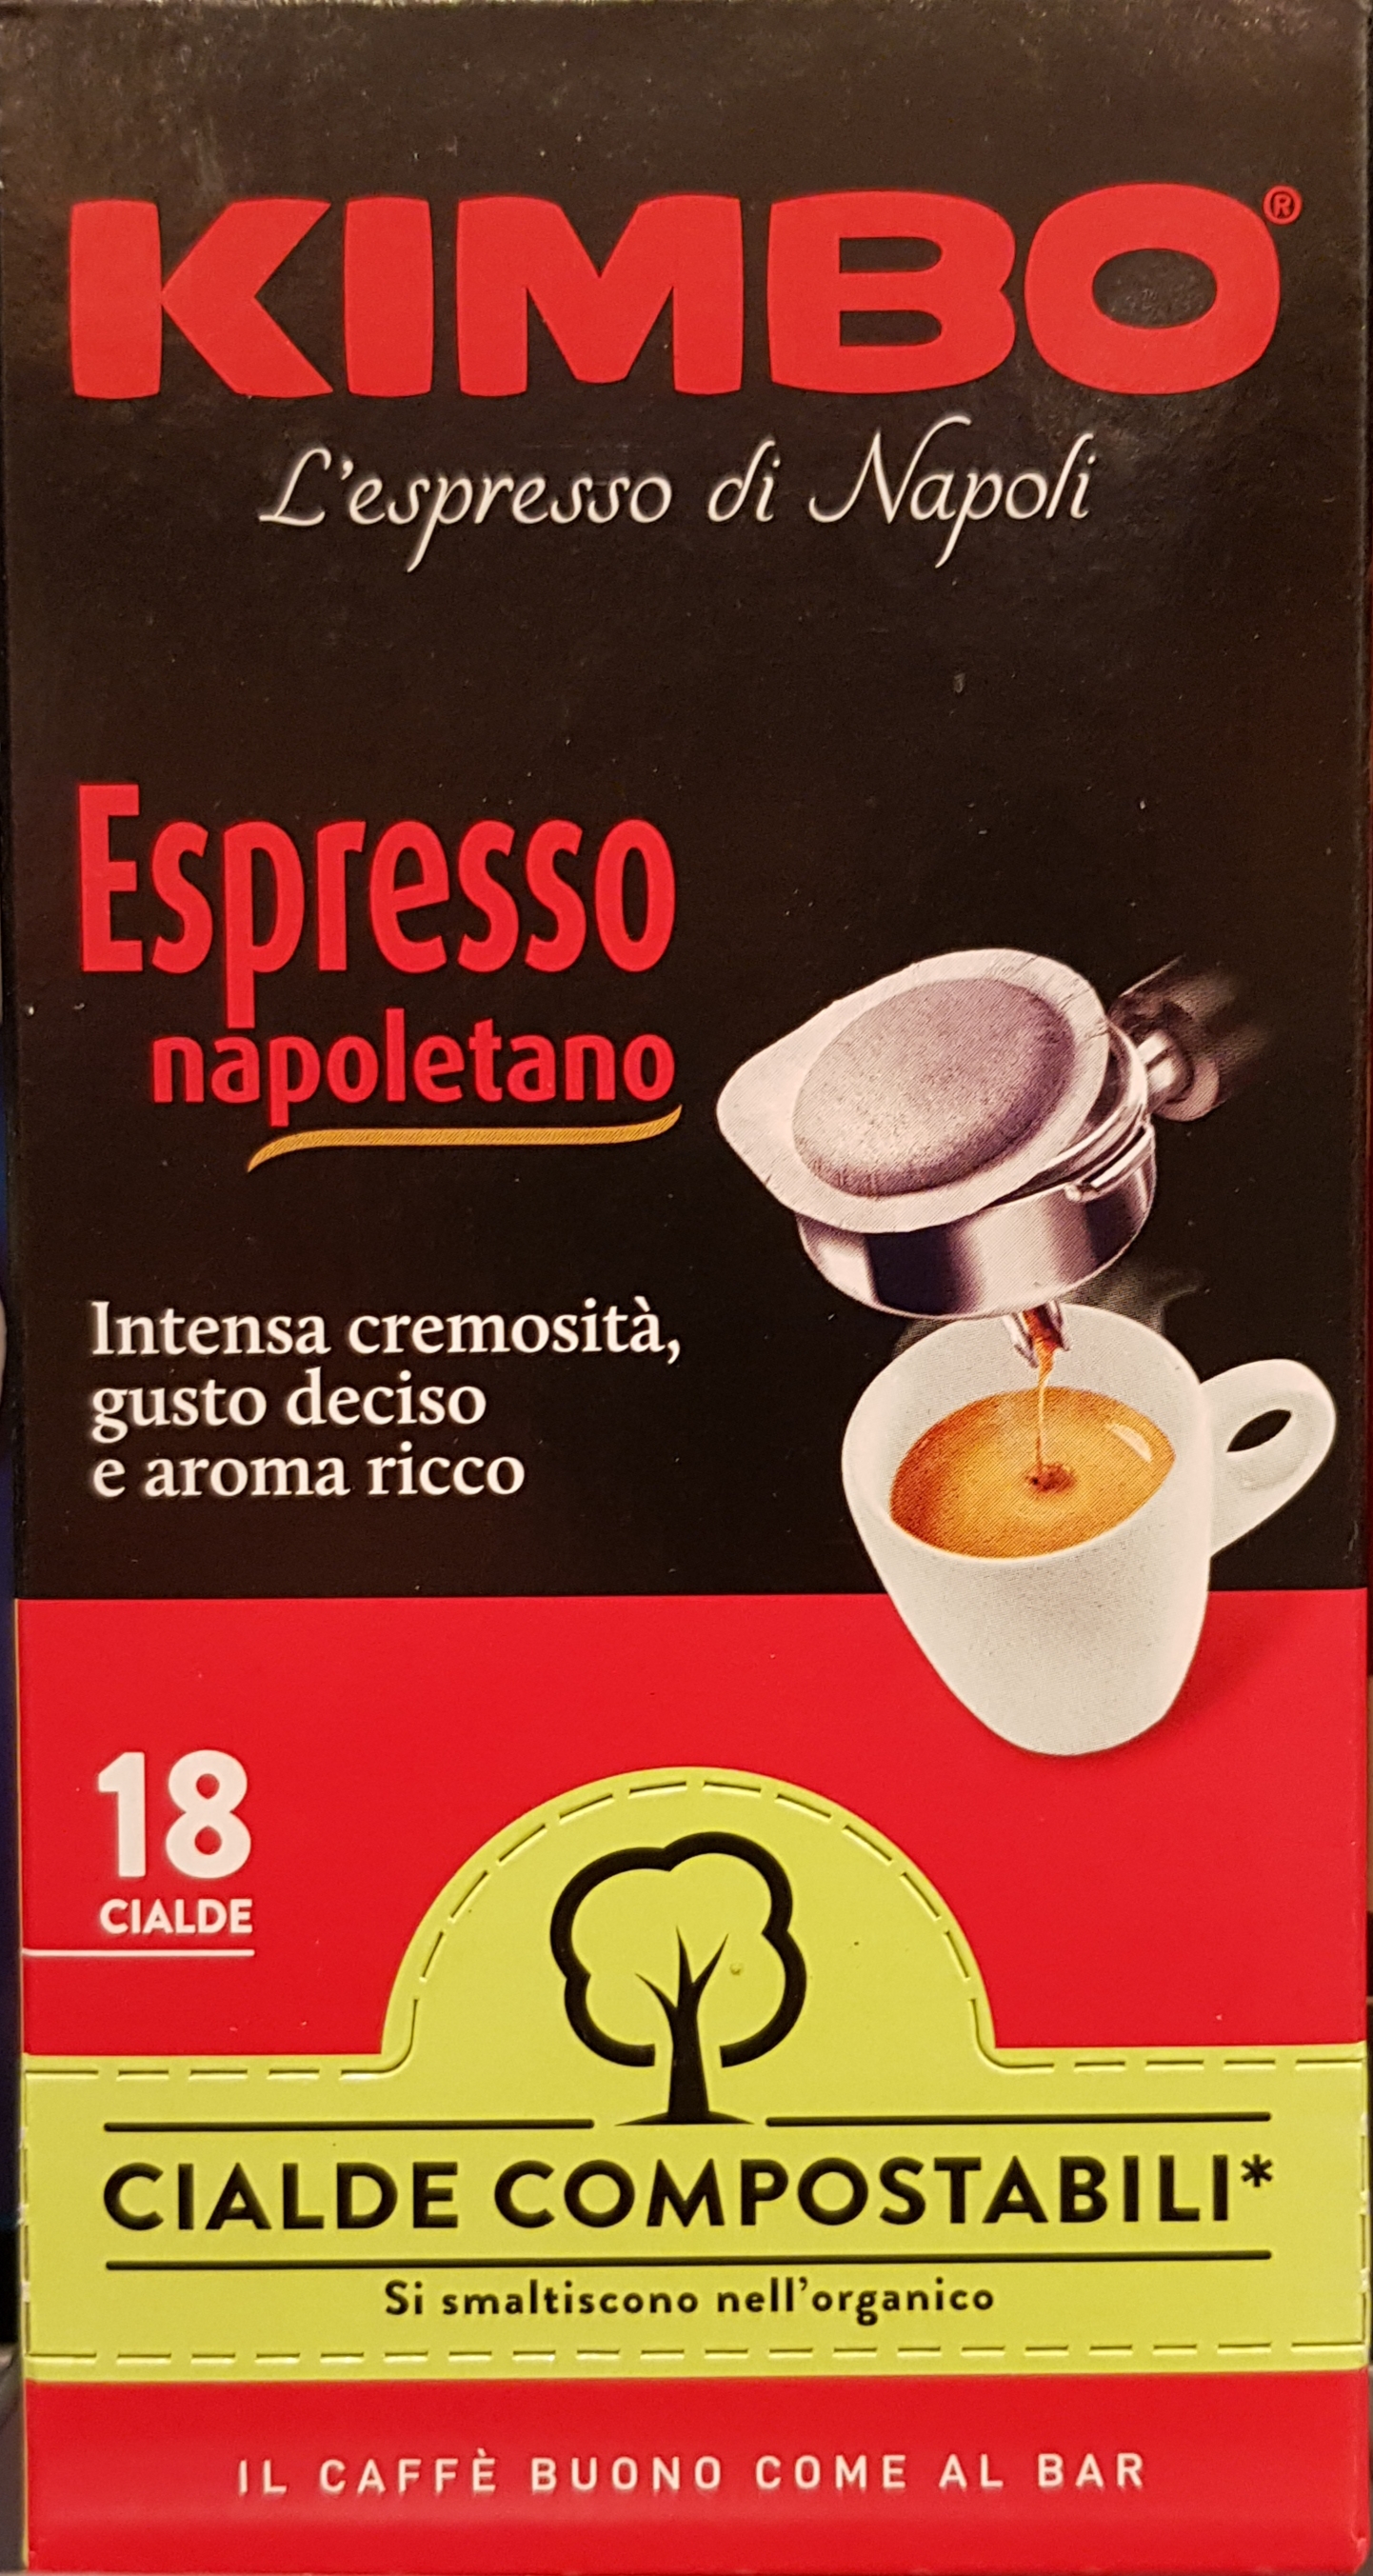 KIMBO®
L'espresso di Napoli
Espresso
napoletano
Intensa cremosità,
gusto deciso
e aroma ricco
18
CIALDE
CIALDE COMPOSTABILI*
Si smaltiscono nell'organico
IL CAFFÈ BUONO COME AL BAR